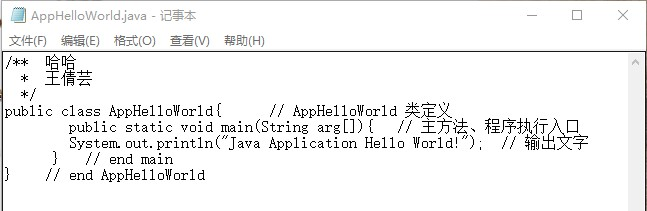 AppHelloWorld.java - 记事本
文件(F) 编辑(E) 格式(O) 查看(V) 帮助(H)
/** 哈哈
 * 王倩芸
 */
public class AppHelloWorld{ // AppHelloWorld 类定义
public static void main(String arg[]){ // 主方法、程序执行入口
System.out.println("Java Application Hello World!"); // 输出文字
} // end main
} // end AppHelloWorld